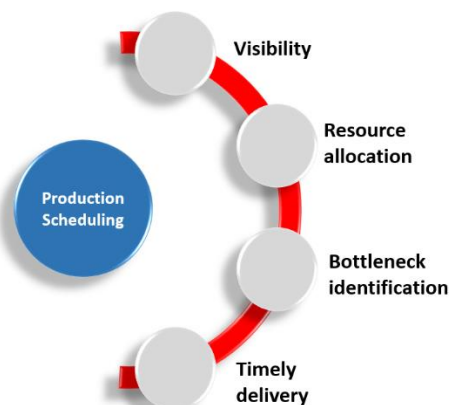 Visibility
Resource
allocation
Production
Scheduling
Bottleneck
identification
Timely
delivery